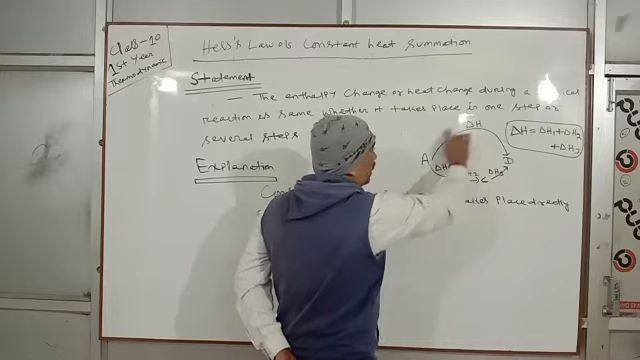 Class-10
1st Year
Thermodynamic
Hess's Law of Constant heat summation
Statement
— The enthalpy change or heat change during a chemical
reaction is same whether it takes place in one step or
several steps
ΔH
ΔH = ΔH1 + ΔH2
+ ΔH3
A
D
ΔH
C
ΔH3
Explanation
takes place directly